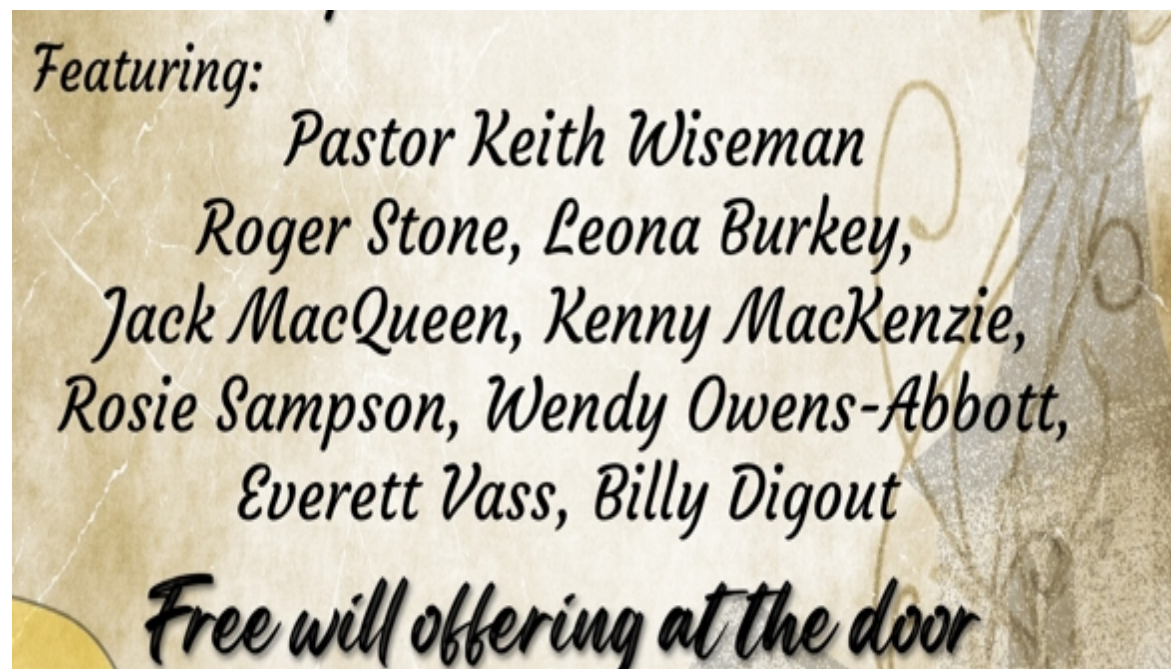 Featuring:
Pastor Keith Wiseman
Roger Stone, Leona Burkey,
Jack MacQueen, Kenny MacKenzie,
Rosie Sampson, Wendy Owens-Abbott,
Everett Vass, Billy Digout
Free will offering at the door